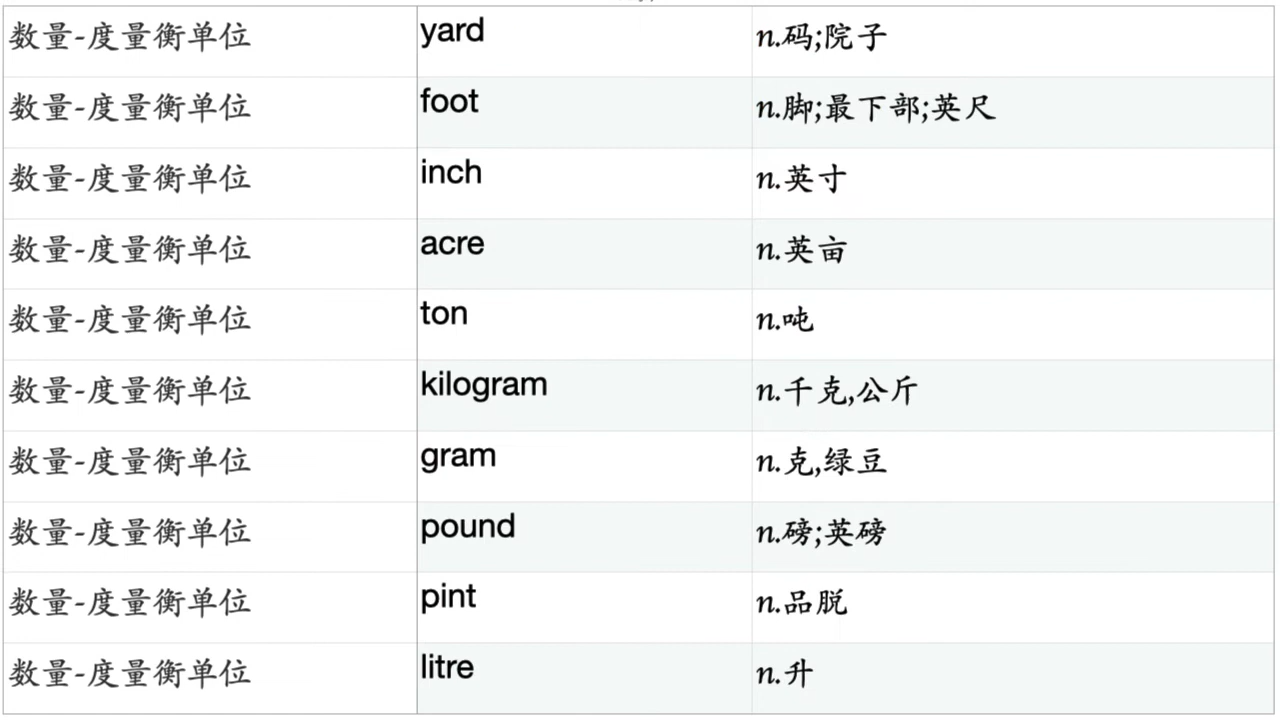 数量-度量衡单位 yard n.码;院子
数量-度量衡单位 foot n.脚;最下部;英尺
数量-度量衡单位 inch n.英寸
数量-度量衡单位 acre n.英亩
数量-度量衡单位 ton n.吨
数量-度量衡单位 kilogram n.千克,公斤
数量-度量衡单位 gram n.克,绿豆
数量-度量衡单位 pound n.磅;英磅
数量-度量衡单位 pint n.品脱
数量-度量衡单位 litre n.升